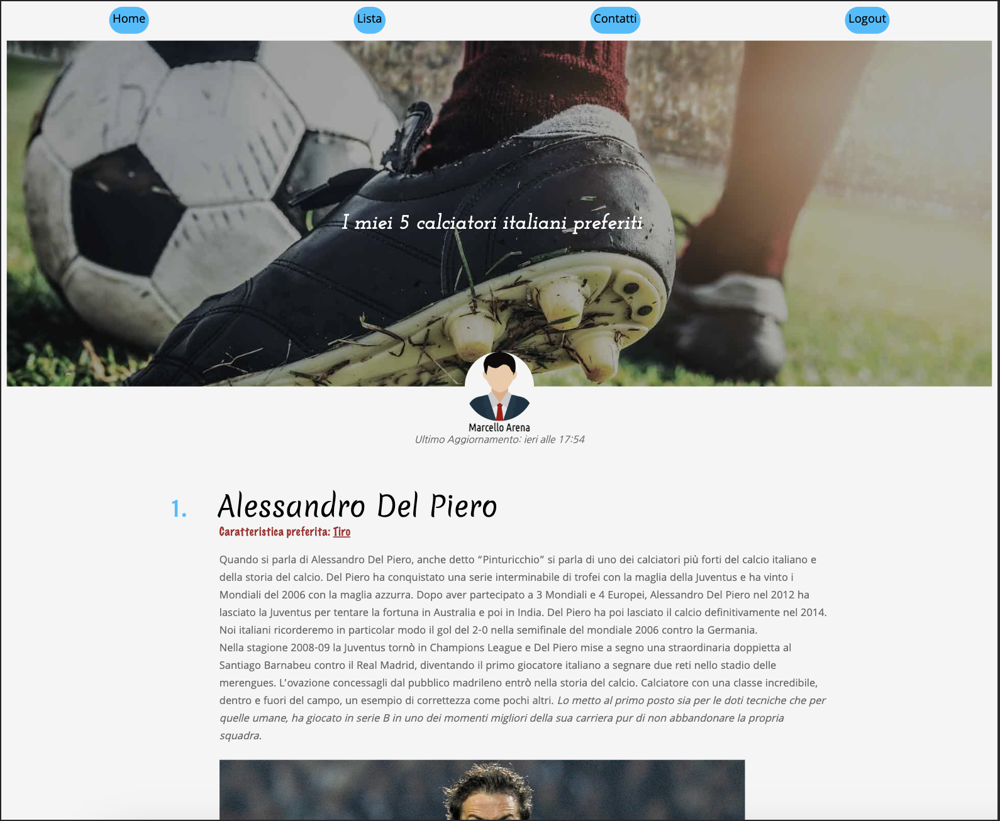 Home
Lista
Contatti
Logout
I miei 5 calciatori italiani preferiti
Marcello Arena
Ultimo Aggiornamento: ieri alle 17:54
1. Alessandro Del Piero
Caratteristica preferita: Tiro
Quando si parla di Alessandro Del Piero, anche detto “Pinturicchio” si parla di uno dei calciatori più forti del calcio italiano e
della storia del calcio. Del Piero ha conquistato una serie interminabile di trofei con la maglia della Juventus e ha vinto i
Mondiali del 2006 con la maglia azzurra. Dopo aver partecipato a 3 Mondiali e 4 Europei, Alessandro Del Piero nel 2012 ha
lasciato la Juventus per tentare la fortuna in Australia e poi in India. Del Piero ha poi lasciato il calcio definitivamente nel 2014.
Noi italiani ricorderemo in particolar modo il gol del 2-0 nella semifinale del mondiale 2006 contro la Germania.
Nella stagione 2008-09 la Juventus tornò in Champions League e Del Piero mise a segno una straordinaria doppietta al
Santiago Barnabeu contro il Real Madrid, diventando il primo giocatore italiano a segnare due reti nello stadio delle
merengues. L’ovazione concessagli dal pubblico madrileno entrò nella storia del calcio. Calciatore con una classe incredibile,
dentro e fuori del campo, un esempio di correttezza come pochi altri. Lo metto al primo posto sia per le doti tecniche che per
quelle umane, ha giocato in serie B in uno dei momenti migliori della sua carriera pur di non abbandonare la propria
squadra.